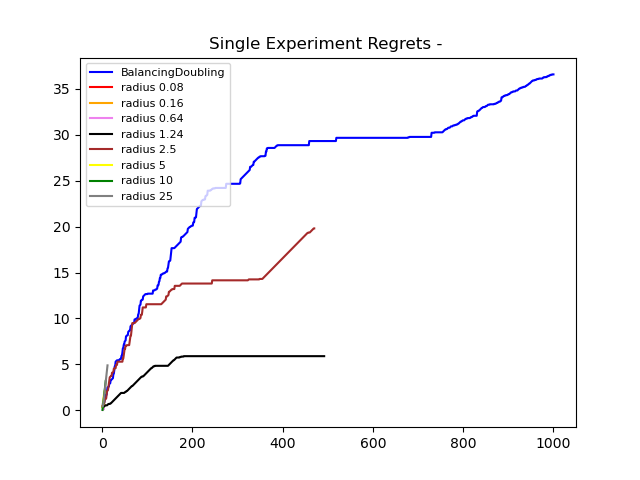 Single Experiment Regrets -
BalancingDoubling
radius 0.08
radius 0.16
radius 0.64
radius 1.24
radius 2.5
radius 5
radius 10
radius 25
35
30
25
20
15
10
5
0
0 200 400 600 800 1000